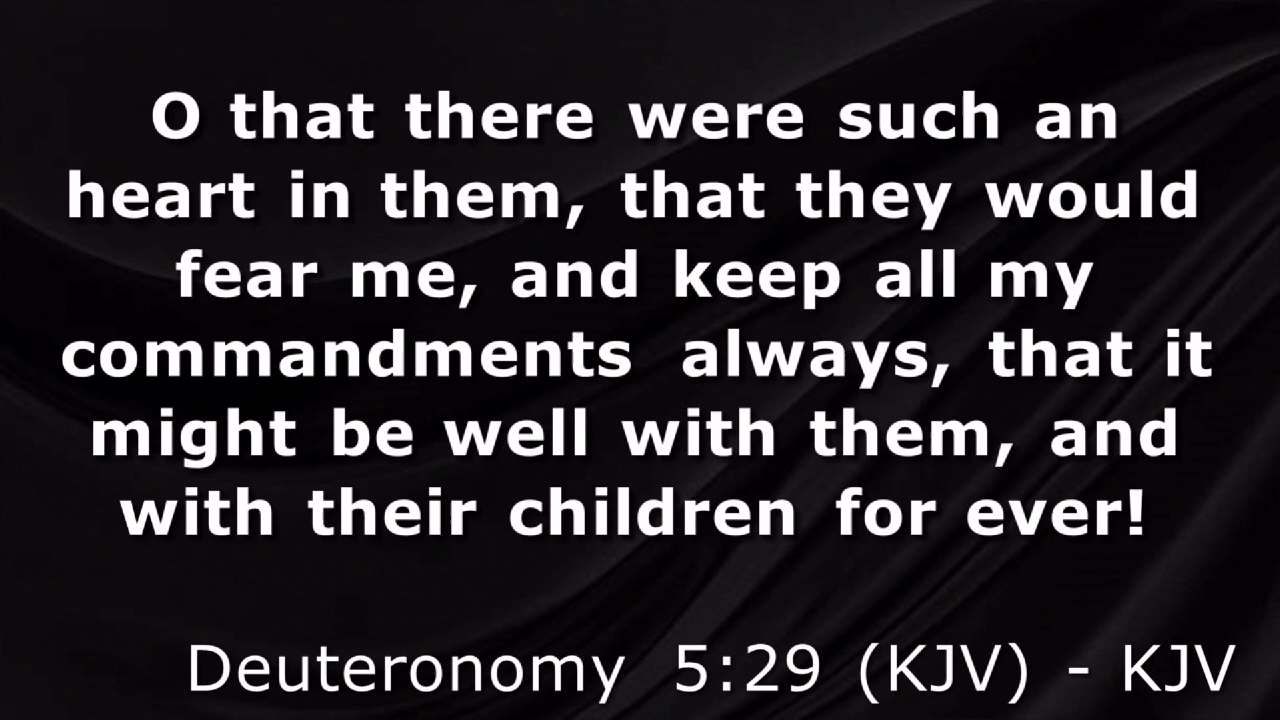 O that there were such an
heart in them, that they would
fear me, and keep all my
commandments always, that it
might be well with them, and
with their children for ever!
Deuteronomy 5:29 (KJV) - KJV